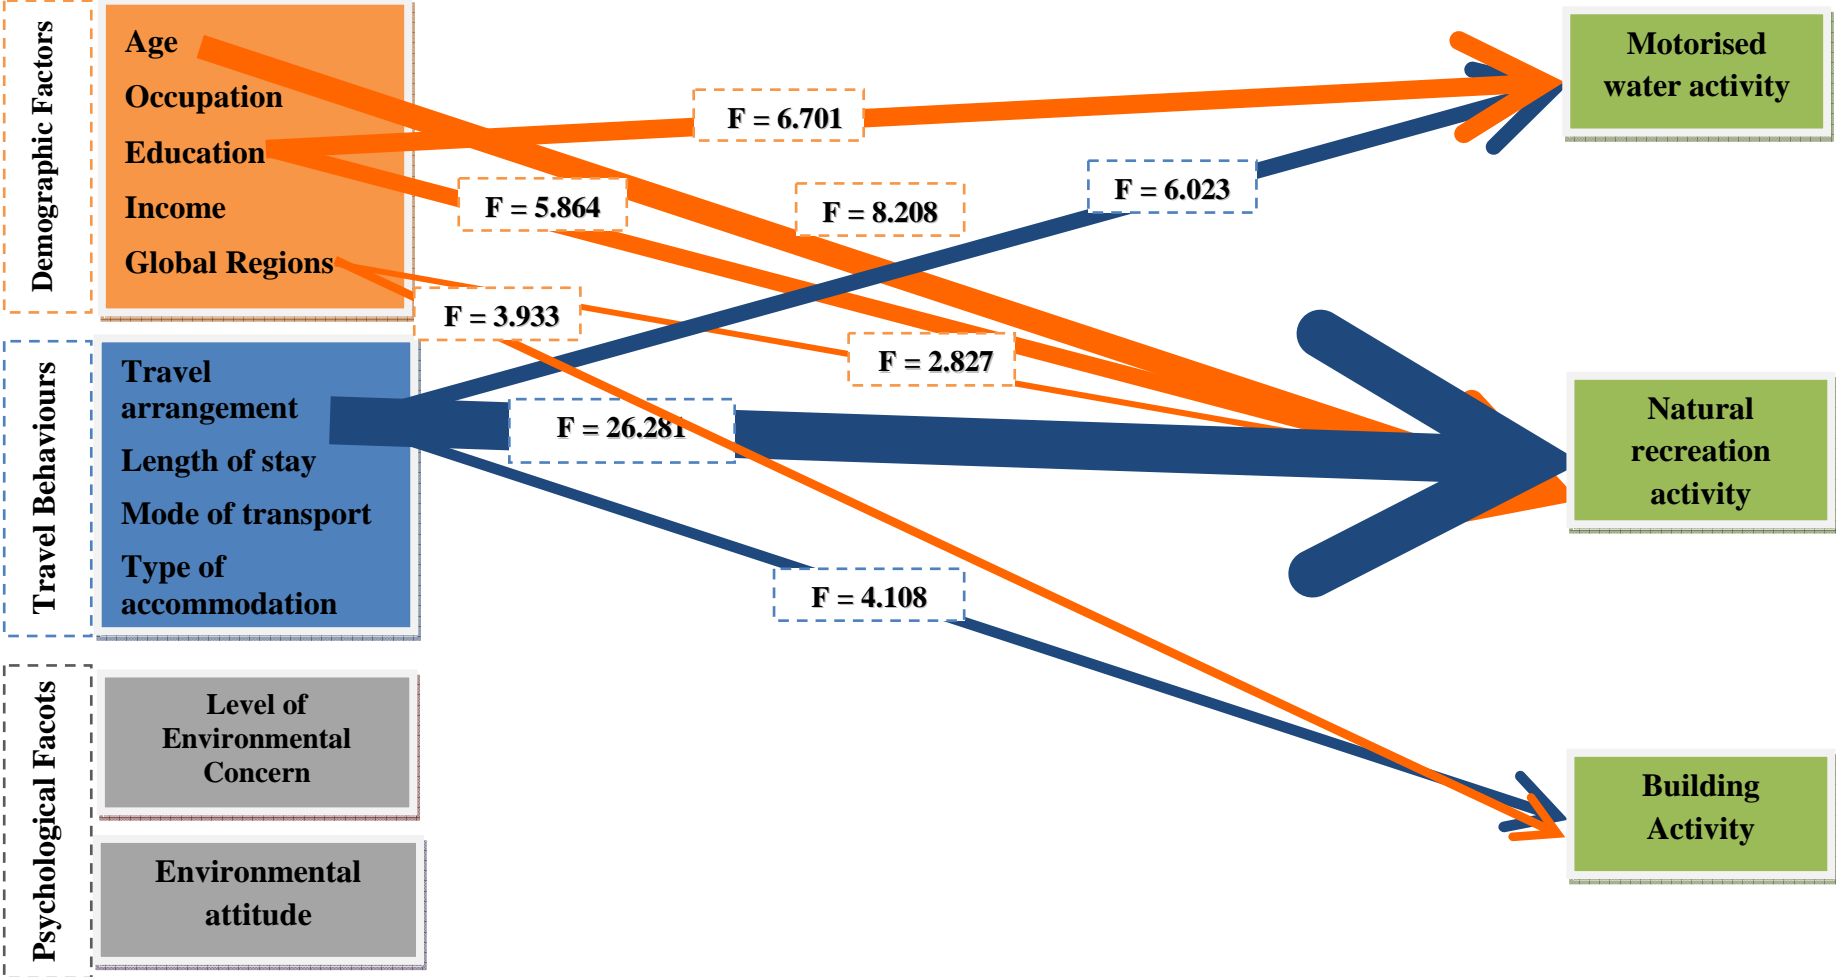 Demographic Factors
Age
Occupation
Education
Income
Global Regions
Travel Behaviours
Travel
arrangement
Length of stay
Mode of transport
Type of
accommodation
Psychological Facots
Level of
Environmental
Concern
Environmental
attitude
F = 6.701
F = 6.023
F = 5.864
F = 8.208
F = 3.933
F = 2.827
F = 26.281
F = 4.108
Motorised
water activity
Natural
recreation
activity
Building
Activity